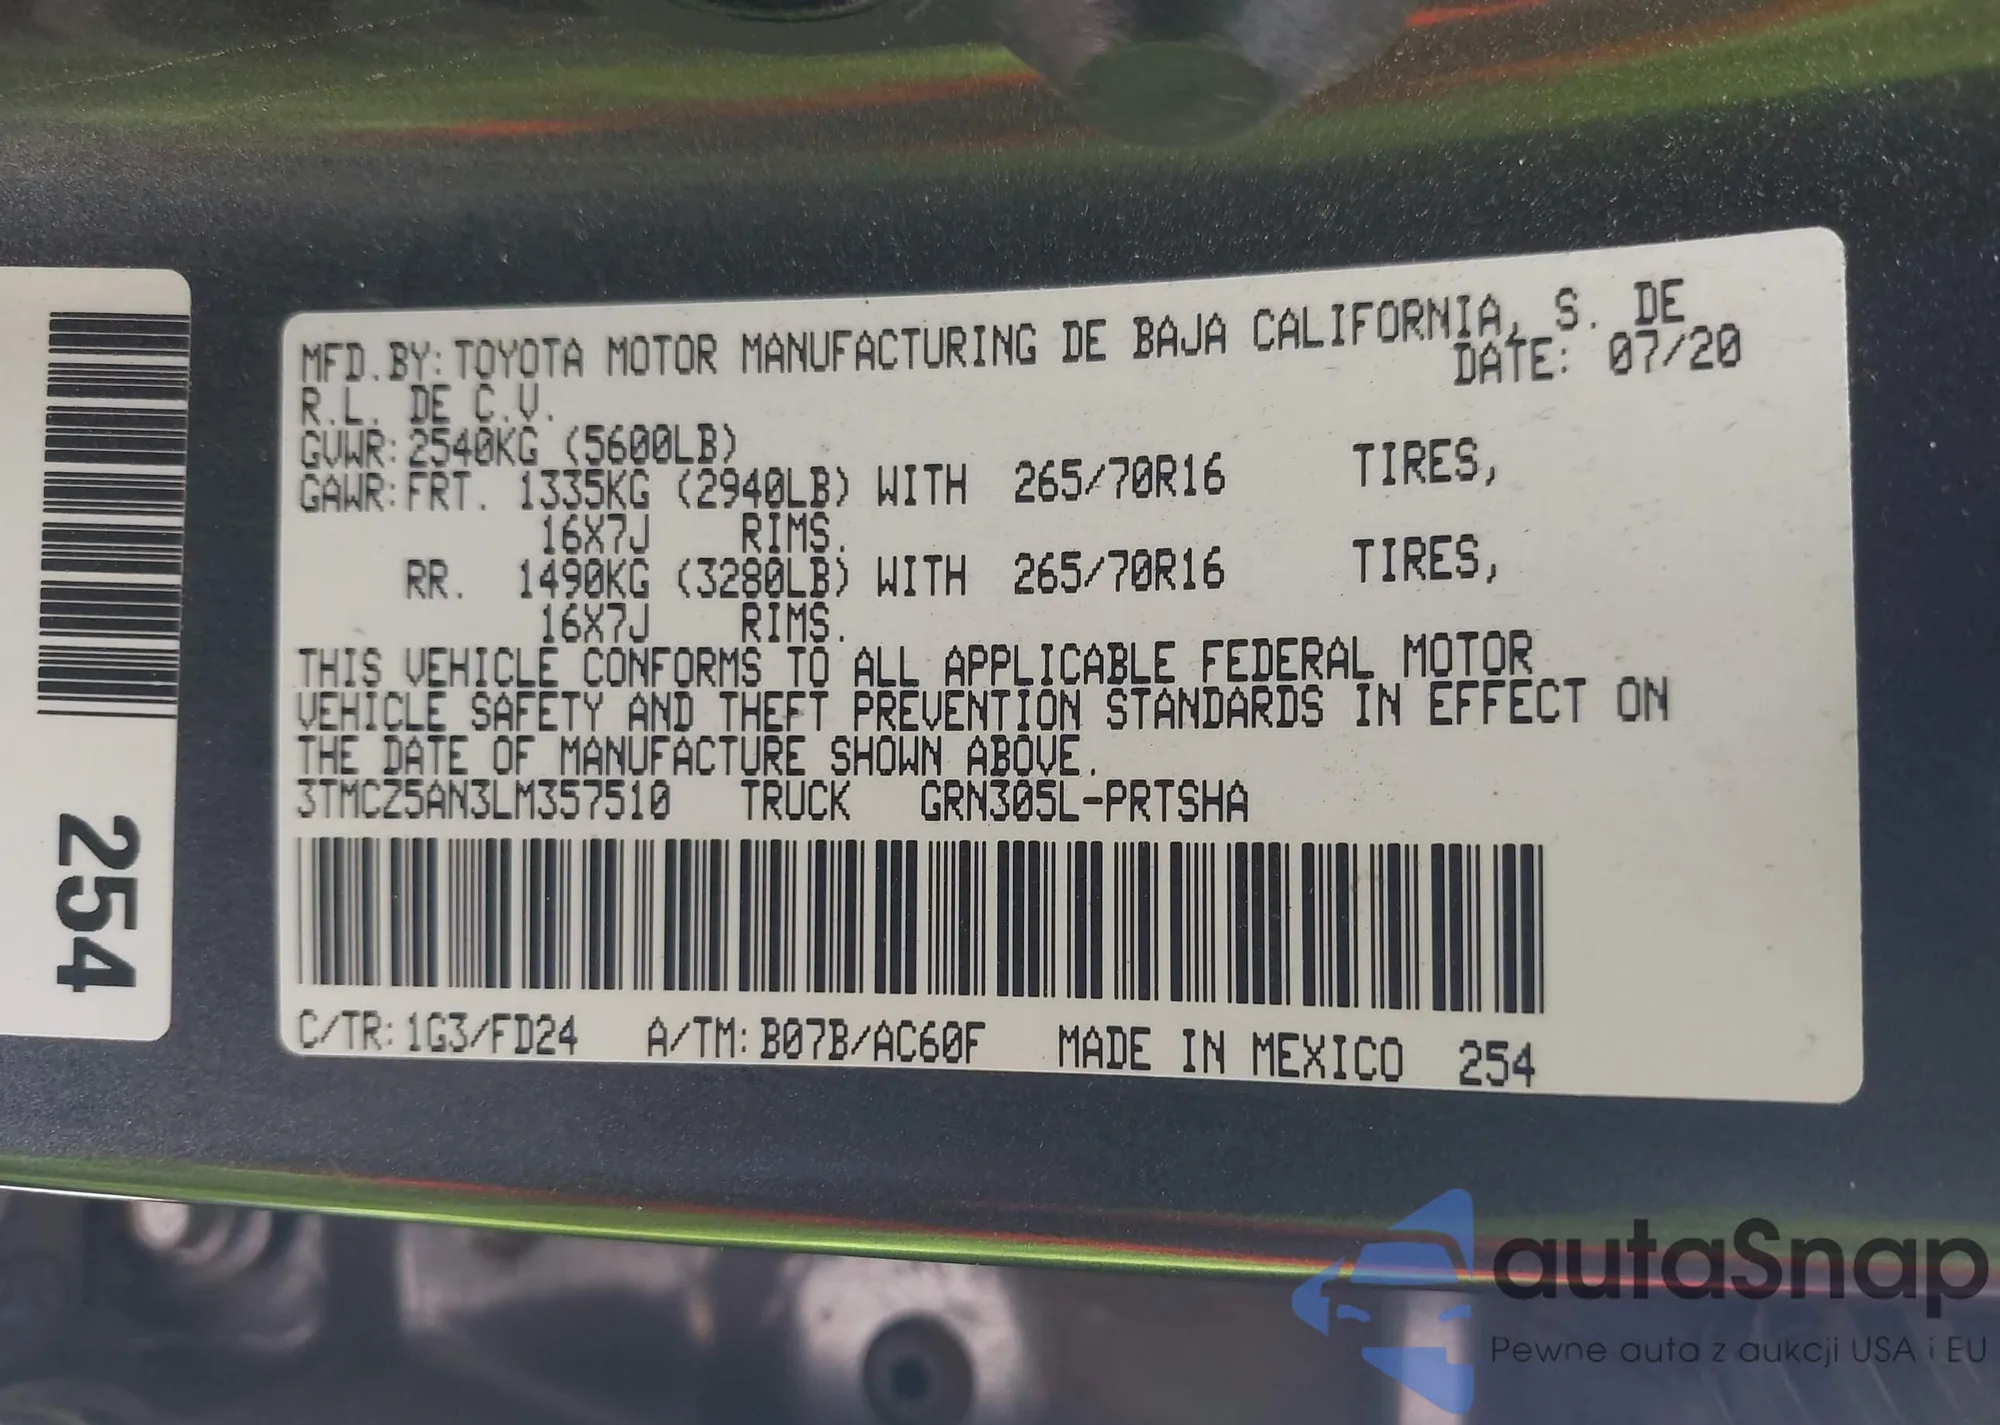 MFD.BY:TOYOTA MOTOR MANUFACTURING DE BAJA CALIFORNIA, S. DE
R.L. DE C.V.
DATE: 07/20
GVWR:2540KG (5600LB)
GAWR:FRT. 1335KG (2940LB) WITH 265/70R16 TIRES,
16X7J RIMS.
RR. 1490KG (3280LB) WITH 265/70R16 TIRES,
16X7J RIMS.
THIS VEHICLE CONFORMS TO ALL APPLICABLE FEDERAL MOTOR
VEHICLE SAFETY AND THEFT PREVENTION STANDARDS IN EFFECT ON
THE DATE OF MANUFACTURE SHOWN ABOVE.
3TMCZ5AN3LM357510 TRUCK GRN305L-PRTSHA
C/TR:1G3/FD24 A/TM:B07B/AC60F MADE IN MEXICO 254
254
autaSnap
Pewne auta z aukcji USA i EU